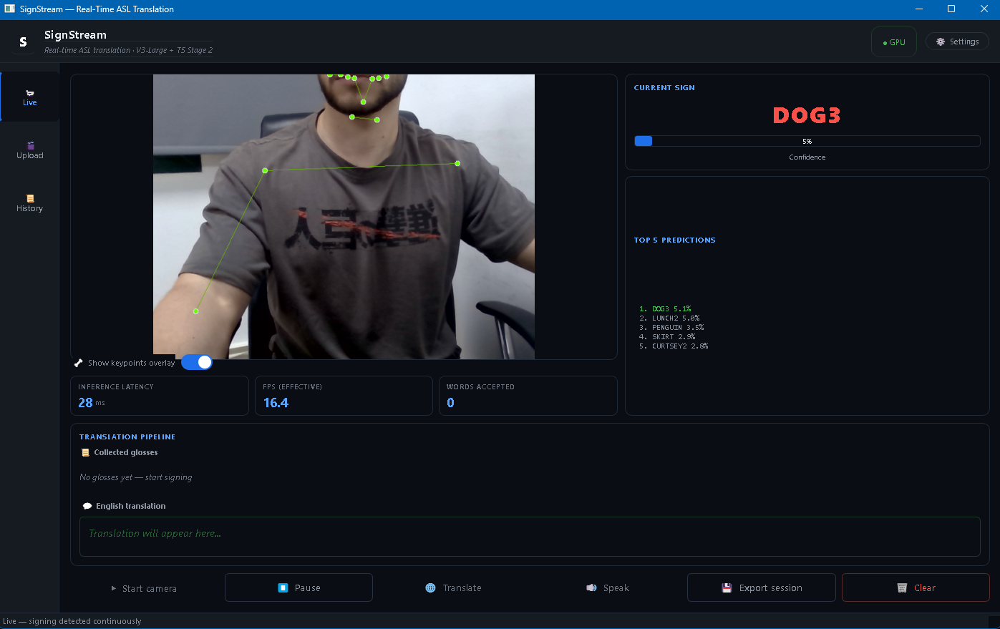 SignStream — Real-Time ASL Translation
S
SignStream
Real-time ASL translation · V3-Large + T5 Stage 2
GPU
Settings
Live
Upload
History
CURRENT SIGN
DOG3
5%
Confidence
TOP 5 PREDICTIONS
1. DOG3 5.1%
2. LUNCH2 5.0%
3. PENGUIN 3.5%
4. SKIRT 2.9%
5. CURTSEY2 2.8%
Show keypoints overlay
INFERENCE LATENCY
28 ms
FPS (EFFECTIVE)
16.4
WORDS ACCEPTED
0
TRANSLATION PIPELINE
Collected glosses
No glosses yet — start signing
English translation
Translation will appear here...
Start camera
Pause
Translate
Speak
Export session
Clear
Live — signing detected continuously